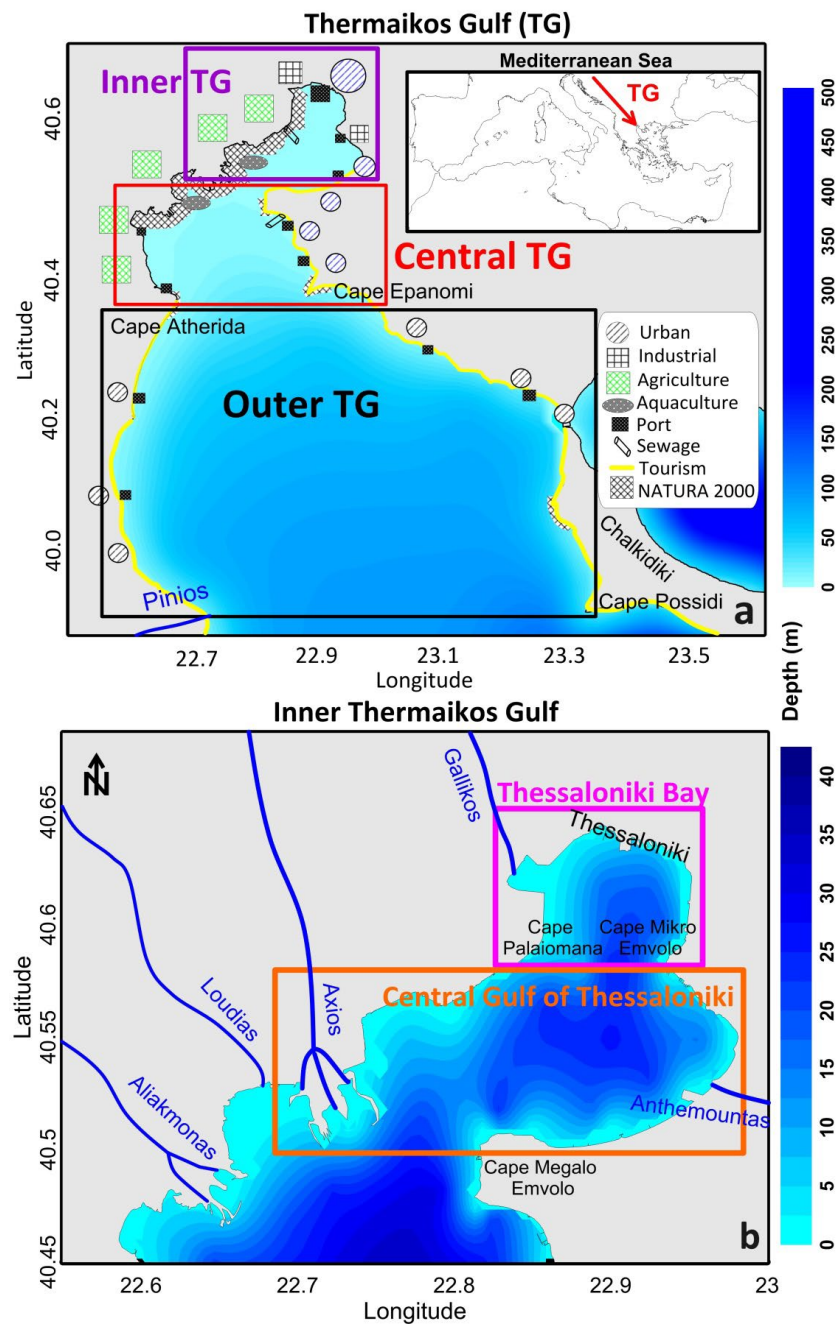 Thermaikos Gulf (TG)
Inner TG
Mediterranean Sea
TG
Central TG
Cape Epanomi
Cape Atherida
Outer TG
Urban
Industrial
Agriculture
Aquaculture
Port
Sewage
Tourism
NATURA 2000
Chalkidiki
Cape Possidi
Pinios
a
Latitude
40.6
40.4
40.2
40.0
22.7
22.9
23.1
23.3
23.5
Longitude
500
450
400
350
300
250
200
150
100
50
0
Depth (m)
Inner Thermaikos Gulf
N
Gallikos
Thessaloniki Bay
Thessaloniki
Cape
Palaiomana
Cape Mikro
Emvolo
Central Gulf of Thessaloniki
Axios
Loudias
Aliakmonas
Anthemountas
Cape Megalo
Emvolo
b
Latitude
40.65
40.6
40.55
40.5
40.45
22.6
22.7
22.8
22.9
23
Longitude
40
35
30
25
20
15
10
5
0